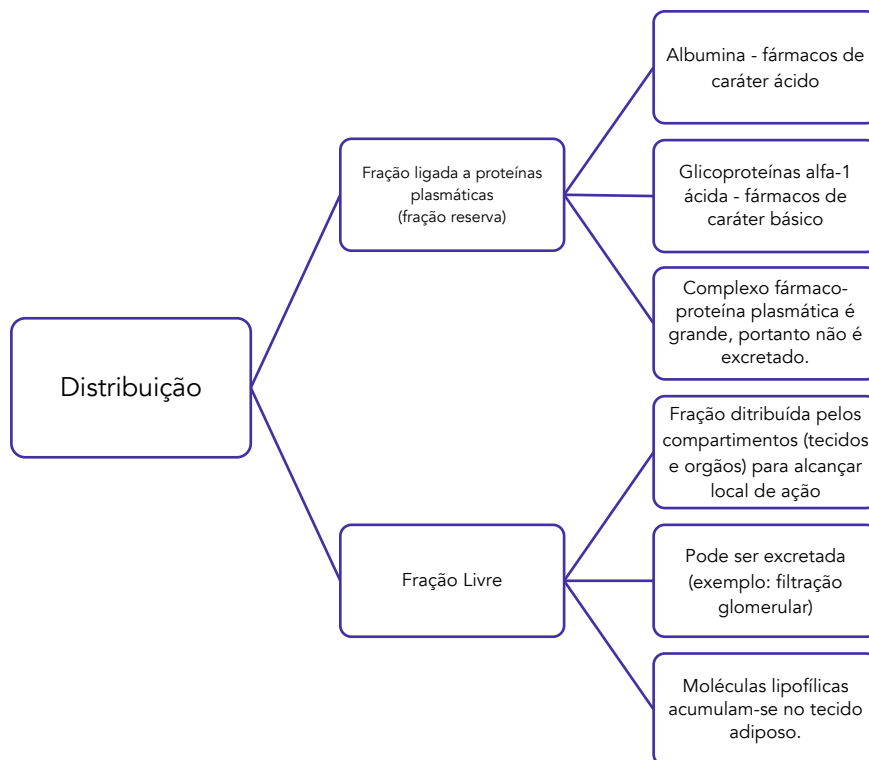 Distribuição
Fração ligada a proteínas
plasmáticas
(fração reserva)
Albumina - fármacos de
caráter ácido
Glicoproteínas alfa-1
ácida - fármacos de
caráter básico
Complexo fármaco-
proteína plasmática é
grande, portanto não é
excretado.
Fração Livre
Fração ditribuída pelos
compartimentos (tecidos
e orgãos) para alcançar
local de ação
Pode ser excretada
(exemplo: filtração
glomerular)
Moléculas lipofílicas
acumulam-se no tecido
adiposo.